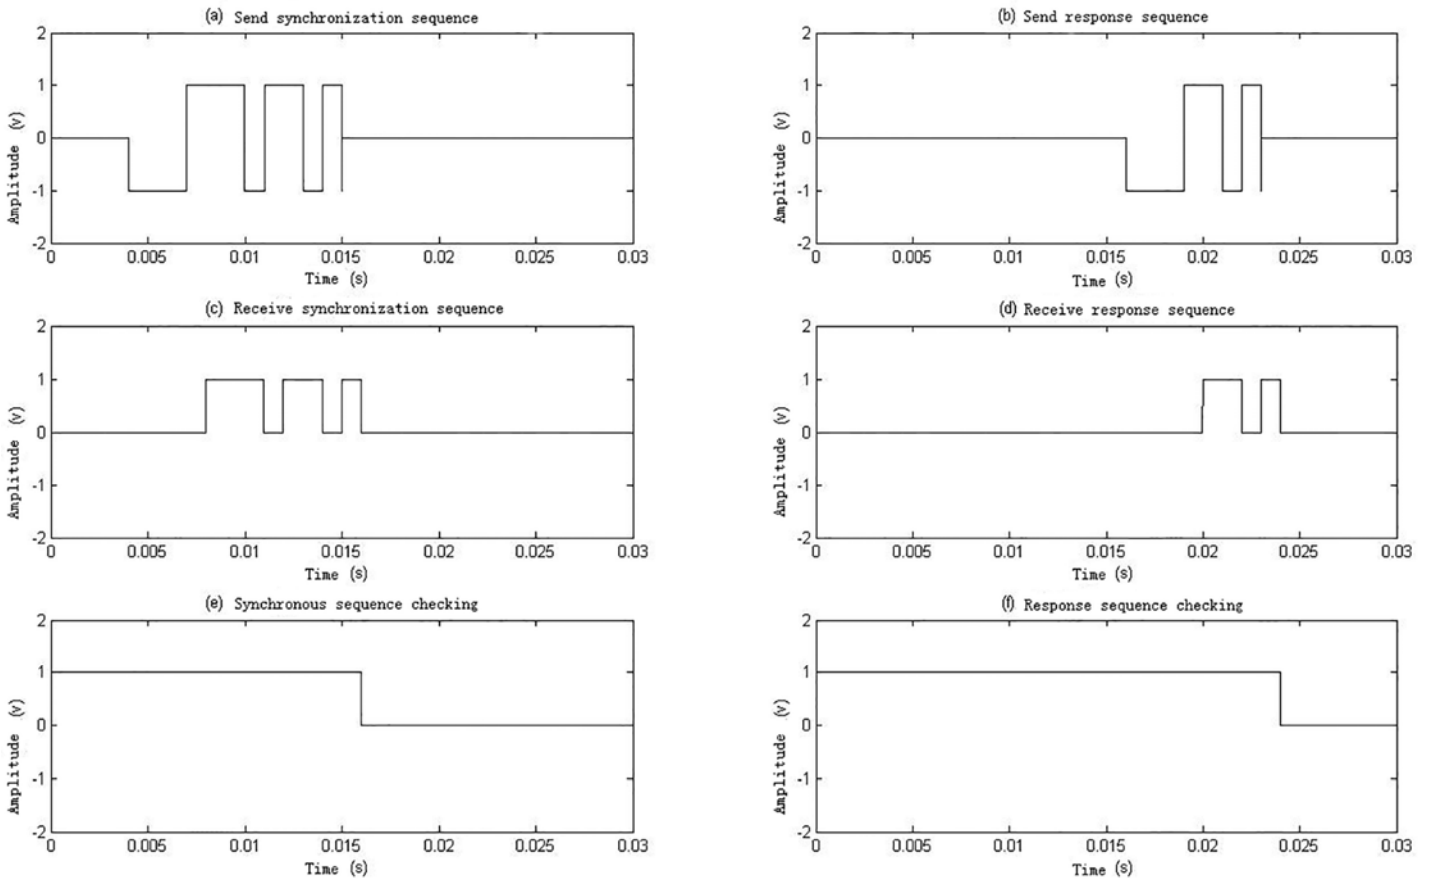 (a) Send synchronization sequence
2
1
0
-1
-2
Amplitude (v)
0 0.005 0.01 0.015 0.02 0.025 0.03
Time (s)
(b) Send response sequence
2
1
0
-1
-2
Amplitude (v)
0 0.005 0.01 0.015 0.02 0.025 0.03
Time (s)
(c) Receive synchronization sequence
2
1
0
-1
-2
Amplitude (v)
0 0.005 0.01 0.015 0.02 0.025 0.03
Time (s)
(d) Receive response sequence
2
1
0
-1
-2
Amplitude (v)
0 0.005 0.01 0.015 0.02 0.025 0.03
Time (s)
(e) Synchronous sequence checking
2
1
0
-1
-2
Amplitude (v)
0 0.005 0.01 0.015 0.02 0.025 0.03
Time (s)
(f) Response sequence checking
2
1
0
-1
-2
Amplitude (v)
0 0.005 0.01 0.015 0.02 0.025 0.03
Time (s)